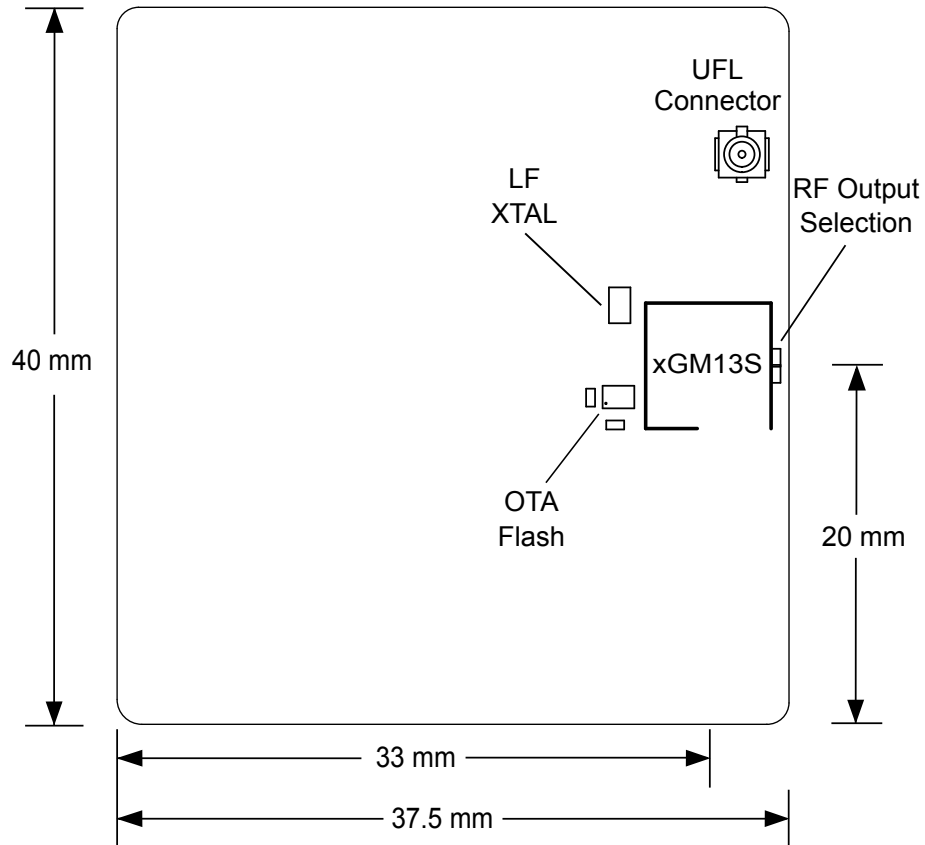 UFL
Connector
LF
XTAL
RF Output
Selection
40 mm
xGM13S
OTA
Flash
20 mm
33 mm
37.5 mm